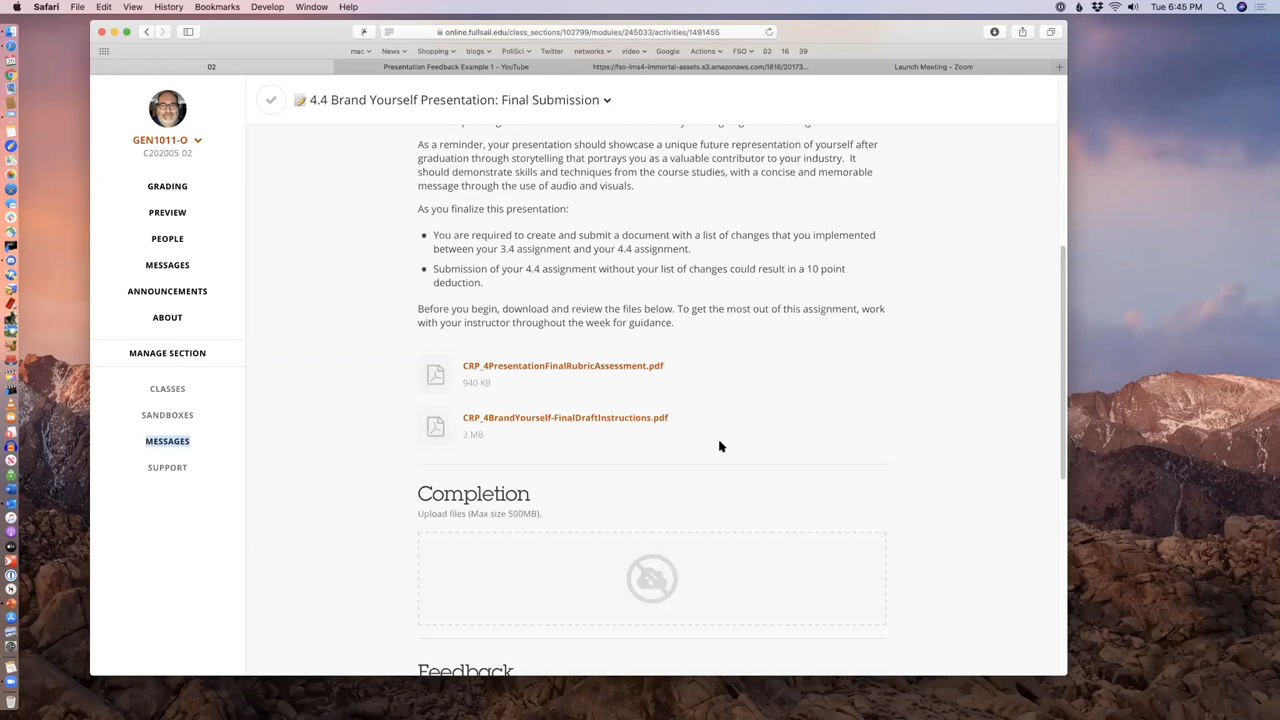 Safari File Edit View History Bookmarks Develop Window Help
Tue 6:45 PM
online.fullsail.edu/class_sections/102799/modules/245033/activities/1491455
mac News Shopping blogs PoliSci Twitter networks video Google Actions FSO 02 16 39
02
Presentation Feedback Example 1 - YouTube
https://fso-lms4-immortal-assets.s3.amazonaws.com/1816/20173...
Launch Meeting - Zoom
GEN1011-O
C202005 02
GRADING
PREVIEW
PEOPLE
MESSAGES
ANNOUNCEMENTS
ABOUT
MANAGE SECTION
CLASSES
SANDBOXES
MESSAGES
SUPPORT
4.4 Brand Yourself Presentation: Final Submission
As a reminder, your presentation should showcase a unique future representation of yourself after
graduation through storytelling that portrays you as a valuable contributor to your industry. It
should demonstrate skills and techniques from the course studies, with a concise and memorable
message through the use of audio and visuals.
As you finalize this presentation:
You are required to create and submit a document with a list of changes that you implemented
between your 3.4 assignment and your 4.4 assignment.
Submission of your 4.4 assignment without your list of changes could result in a 10 point
deduction.
Before you begin, download and review the files below. To get the most out of this assignment, work
with your instructor throughout the week for guidance.
CRP_4PresentationFinalRubricAssessment.pdf
940 KB
CRP_4BrandYourself-FinalDraftInstructions.pdf
2 MB
Completion
Upload files (Max size 500MB).
Feedback